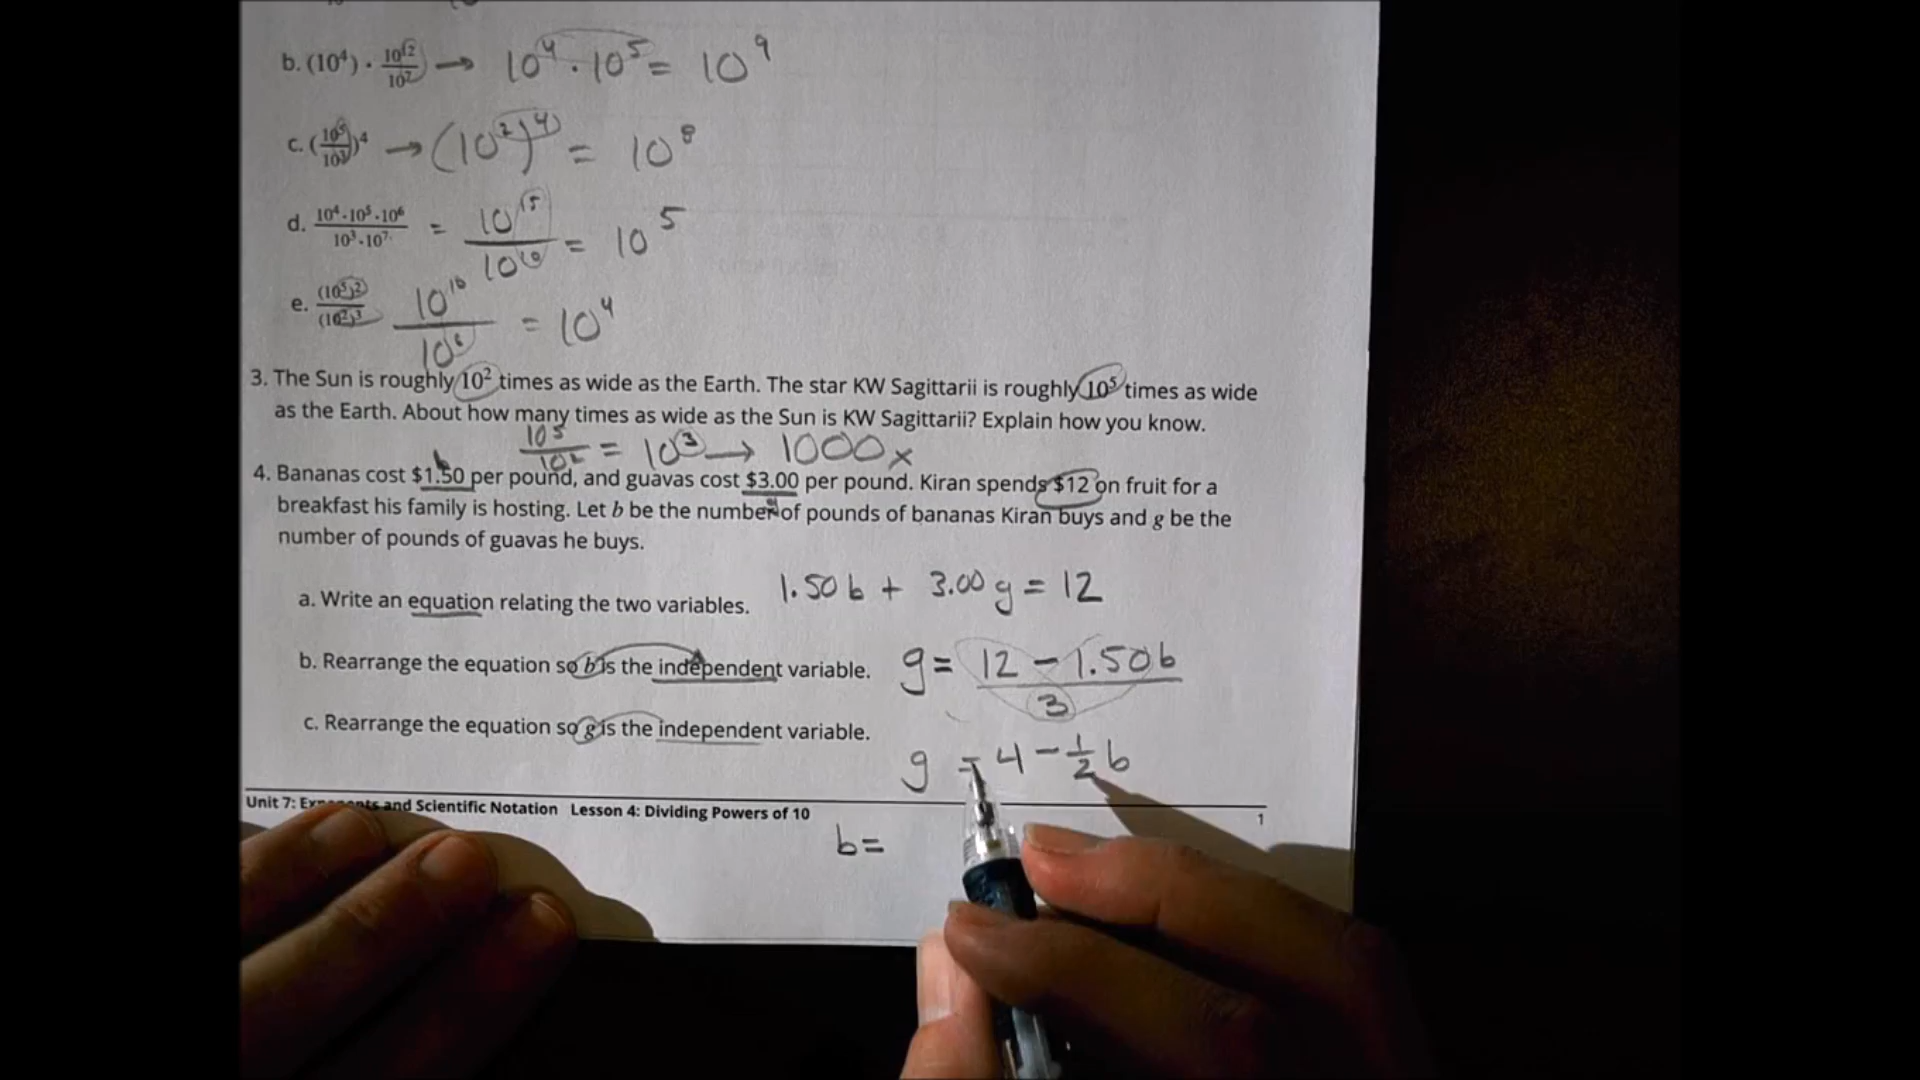 b. (10⁴) · 10¹²/10⁷ → 10⁴ · 10⁵ = 10⁹
c. (10⁵/10³)⁴ → (10²)⁴ = 10⁸
d. 10⁴·10⁵·10⁶/10³·10⁷ = 10¹⁵/10¹⁰ = 10⁵
e. (10⁵)²/(10²)³ 10¹⁰/10⁶ = 10⁴
3. The Sun is roughly 10² times as wide as the Earth. The star KW Sagittarii is roughly 10⁵ times as wide
as the Earth. About how many times as wide as the Sun is KW Sagittarii? Explain how you know.
10⁵/10² = 10³ → 1000x
4. Bananas cost $1.50 per pound, and guavas cost $3.00 per pound. Kiran spends $12 on fruit for a
breakfast his family is hosting. Let b be the number of pounds of bananas Kiran buys and g be the
number of pounds of guavas he buys.
a. Write an equation relating the two variables. 1.50b + 3.00g = 12
b. Rearrange the equation so b is the independent variable. g = 12 - 1.50b/3
c. Rearrange the equation so g is the independent variable.
g = 4 - 1/2 b
Unit 7: Exponents and Scientific Notation Lesson 4: Dividing Powers of 10 1
b =